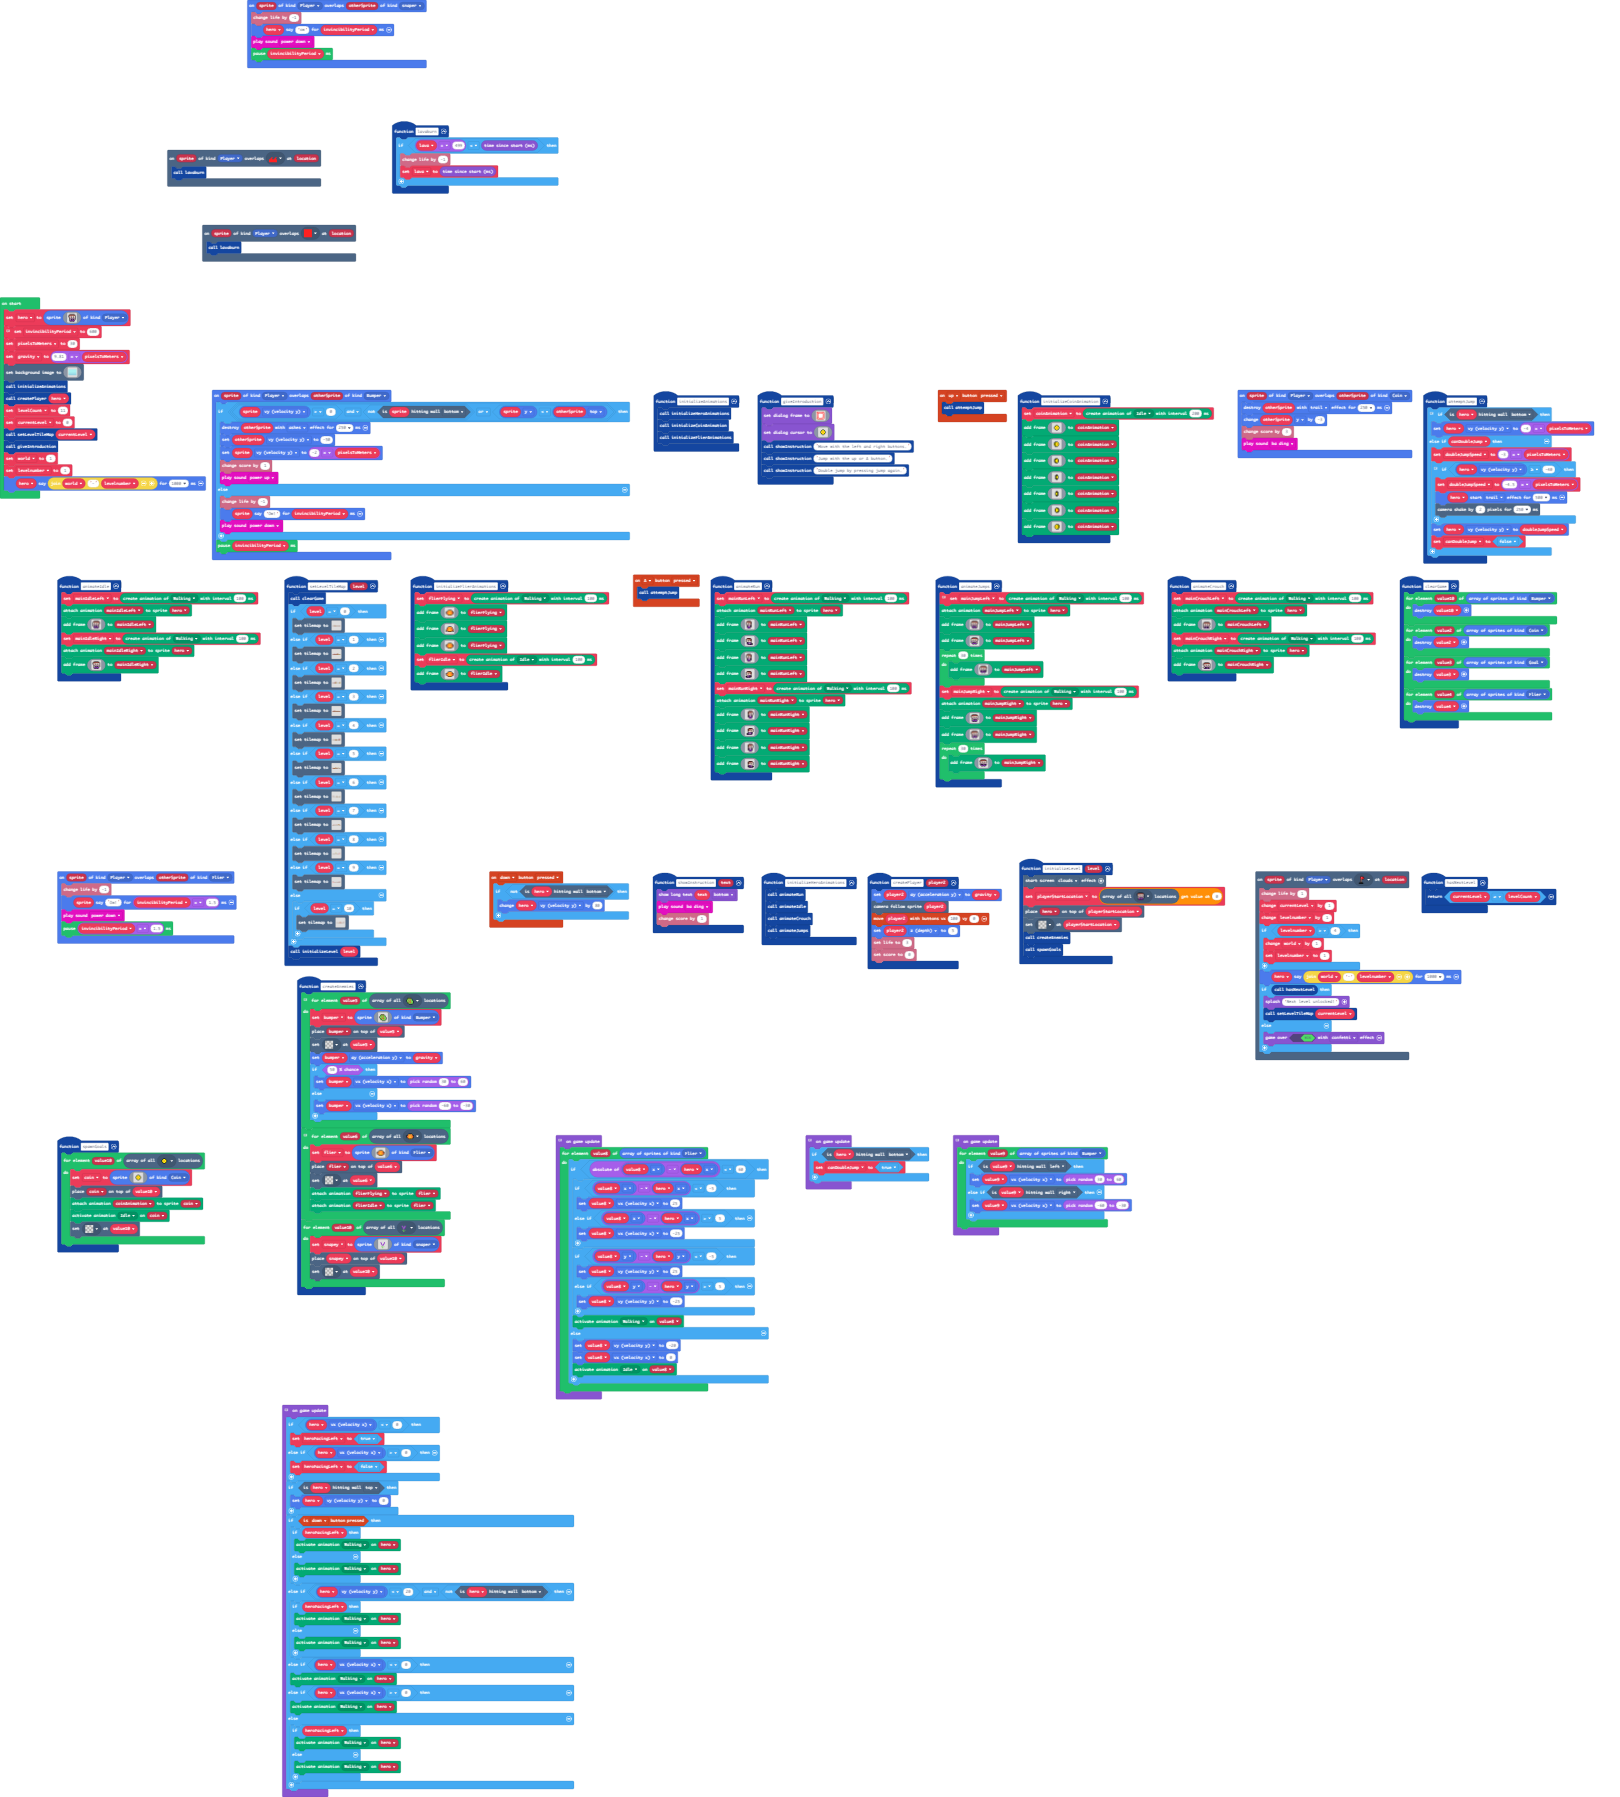 on sprite of kind Player overlaps otherSprite of kind snaper
change life by -1
hero say "ow" for invincibilityPeriod ms
play sound power down
pause invincibilityPeriod ms
function lavaburn
if lava + < time since start (ms) then
change life by -1
set lava to time since start (ms)
on sprite of kind Player overlaps at location
call lavaburn
on sprite of kind Player overlaps at location
call lavaburn
on start
set hero to sprite of kind Player
set invincibilityPeriod to 600
set pixelsToMeters to 30
set gravity to 9.81 x pixelsToMeters
set background image to
call initializeAnimations
call createPlayer hero
set levelCount to
set currentLevel to 0
call setLevelTileMap currentLevel
call giveIntroduction
set world to 1
set levelnumber to 1
hero say join world "-" levelnumber for 1000 ms
on sprite of kind Player overlaps otherSprite of kind Bumper
if sprite vy (velocity y) > 0 and not is sprite hitting wall bottom or sprite y < otherSprite top then
destroy otherSprite with ashes effect for 250 ms
set otherSprite vy (velocity y) to -50
set sprite vy (velocity y) to -2 x pixelsToMeters
change score by 1
play sound power up
else
change life by -1
sprite say "Ow!" for invincibilityPeriod ms
play sound power down
pause invincibilityPeriod ms
function initializeAnimations
call initializeHeroAnimations
call initializeCoinAnimation
call initializeFlierAnimations
function giveIntroduction
set dialog frame to
set dialog cursor to
call showInstruction "Move with the left and right buttons."
call showInstruction "Jump with the up or A button."
call showInstruction "Double jump by pressing jump again."
on up button pressed
call attemptJump
function initializeCoinAnimation
set coinAnimation to create animation of Idle with interval 200 ms
add frame to coinAnimation
add frame to coinAnimation
add frame to coinAnimation
add frame to coinAnimation
add frame to coinAnimation
add frame to coinAnimation
add frame to coinAnimation
on sprite of kind Player overlaps otherSprite of kind Coin
destroy otherSprite with trail effect for 250 ms
change otherSprite y by -3
change score by 3
play sound ba ding
function attemptJump
if is hero hitting wall bottom then
set hero vy (velocity y) to -4 x pixelsToMeters
else if canDoubleJump then
set doubleJumpSpeed to -3 x pixelsToMeters
if hero vy (velocity y) > -40 then
set doubleJumpSpeed to -4.5 x pixelsToMeters
hero start trail effect for 500 ms
camera shake by 2 pixels for 250 ms
set hero vy (velocity y) to doubleJumpSpeed
set canDoubleJump to false
function animateIdle
set mainIdleLeft to create animation of Walking with interval 100 ms
attach animation mainIdleLeft to sprite hero
add frame to mainIdleLeft
set mainIdleRight to create animation of Walking with interval 100 ms
attach animation mainIdleRight to sprite hero
add frame to mainIdleRight
function setLevelTileMap level
call clearGame
if level = 0 then
set tilemap to
else if level = 1 then
set tilemap to
else if level = 2 then
set tilemap to
else if level = 3 then
set tilemap to
else if level = 4 then
set tilemap to
else if level = 5 then
set tilemap to
else if level = 6 then
set tilemap to
else if level = 7 then
set tilemap to
else if level = 8 then
set tilemap to
else if level = 9 then
set tilemap to
else
if level = 10 then
set tilemap to
call initializeLevel level
function initializeFlierAnimations
set flierFlying to create animation of Walking with interval 100 ms
add frame to flierFlying
add frame to flierFlying
add frame to flierFlying
set flierIdle to create animation of Idle with interval 100 ms
add frame to flierIdle
on A button pressed
call attemptJump
function animateRun
set mainRunLeft to create animation of Walking with interval 100 ms
attach animation mainRunLeft to sprite hero
add frame to mainRunLeft
add frame to mainRunLeft
add frame to mainRunLeft
add frame to mainRunLeft
set mainRunRight to create animation of Walking with interval 100 ms
attach animation mainRunRight to sprite hero
add frame to mainRunRight
add frame to mainRunRight
add frame to mainRunRight
add frame to mainRunRight
function animateJumps
set mainJumpLeft to create animation of Walking with interval 100 ms
attach animation mainJumpLeft to sprite hero
add frame to mainJumpLeft
add frame to mainJumpLeft
repeat 30 times
do add frame to mainJumpLeft
set mainJumpRight to create animation of Walking with interval 100 ms
attach animation mainJumpRight to sprite hero
add frame to mainJumpRight
add frame to mainJumpRight
repeat 30 times
do add frame to mainJumpRight
function animateCrouch
set mainCrouchLeft to create animation of Walking with interval 100 ms
attach animation mainCrouchLeft to sprite hero
add frame to mainCrouchLeft
set mainCrouchRight to create animation of Walking with interval 100 ms
attach animation mainCrouchRight to sprite hero
add frame to mainCrouchRight
function clearGame
for element value10 of array of sprites of kind Bumper
do destroy value10
for element value2 of array of sprites of kind Coin
do destroy value2
for element value3 of array of sprites of kind Goal
do destroy value3
for element value4 of array of sprites of kind Flier
do destroy value4
on sprite of kind Player overlaps otherSprite of kind Flier
change life by -1
sprite say "Ow!" for invincibilityPeriod x 1.5 ms
play sound power down
pause invincibilityPeriod x 1.5 ms
on down button pressed
if not is hero hitting wall bottom then
change hero vy (velocity y) by 80
function showInstruction text
show long text text bottom
play sound ba ding
change score by 1
function initializeHeroAnimations
call animateRun
call animateIdle
call animateCrouch
call animateJumps
function createPlayer player2
set player2 ay (acceleration y) to gravity
camera follow sprite player2
move player2 with buttons vx 100 vy 0
set player2 z (depth) to 5
set life to 3
set score to 0
function initializeLevel level
start screen clouds effect
set playerStartLocation to array of all locations get value at 0
place hero on top of playerStartLocation
set at playerStartLocation
call createEnemies
call spawnGoals
on sprite of kind Player overlaps at location
change life by 1
change currentLevel by 1
change levelnumber by 1
if levelnumber = 4 then
change world by 1
set levelnumber to 1
hero say join world "-" levelnumber for 1000 ms
if call hasNextLevel then
splash "Next level unlocked!"
call setLevelTileMap currentLevel
else
game over WIN with confetti effect
function hasNextLevel
return currentLevel ≠ levelCount
function createEnemies
for element value5 of array of all locations
do
set bumper to sprite of kind Bumper
place bumper on top of value5
set at value5
set bumper ay (acceleration y) to gravity
if 50 % chance then
set bumper vx (velocity x) to pick random 30 to 60
else
set bumper vx (velocity x) to pick random -60 to -30
for element value6 of array of all locations
do
set flier to sprite of kind Flier
place flier on top of value6
set at value6
attach animation flierFlying to sprite flier
attach animation flierIdle to sprite flier
for element value10 of array of all locations
do
set snapey to sprite of kind snaper
place snapey on top of value10
set at value10
function spawnGoals
for element value10 of array of all locations
do
set coin to sprite of kind Coin
place coin on top of value10
attach animation coinAnimation to sprite coin
activate animation Idle on coin
set at value10
on game update
for element value8 of array of sprites of kind Flier
do
if absolute of value8 x - hero x < 60 then
if value8 x - hero x < -5 then
set value8 vx (velocity x) to 25
else if value8 x - hero x > 5 then
set value8 vx (velocity x) to -25
if value8 y - hero y < -5 then
set value8 vy (velocity y) to 25
else if value8 y - hero y > 5 then
set value8 vy (velocity y) to -25
activate animation Walking on value8
else
set value8 vy (velocity y) to -20
set value8 vx (velocity x) to 0
activate animation Idle on value8
on game update
if is hero hitting wall bottom then
set canDoubleJump to true
on game update
for element value9 of array of sprites of kind Bumper
do
if is value9 hitting wall left then
set value9 vx (velocity x) to pick random 30 to 60
else if is value9 hitting wall right then
set value9 vx (velocity x) to pick random -60 to -30
on game update
if hero vx (velocity x) < 0 then
set heroFacingLeft to true
else if hero vx (velocity x) > 0 then
set heroFacingLeft to false
if is hero hitting wall top then
set hero vy (velocity y) to 0
if is down button pressed then
if heroFacingLeft then
activate animation Walking on hero
else
activate animation Walking on hero
else if hero vy (velocity y) < 20 and not is hero hitting wall bottom then
if heroFacingLeft then
activate animation Walking on hero
else
activate animation Walking on hero
else if hero vx (velocity x) < 0 then
activate animation Walking on hero
else if hero vx (velocity x) > 0 then
activate animation Walking on hero
else
if heroFacingLeft then
activate animation Walking on hero
else
activate animation Walking on hero